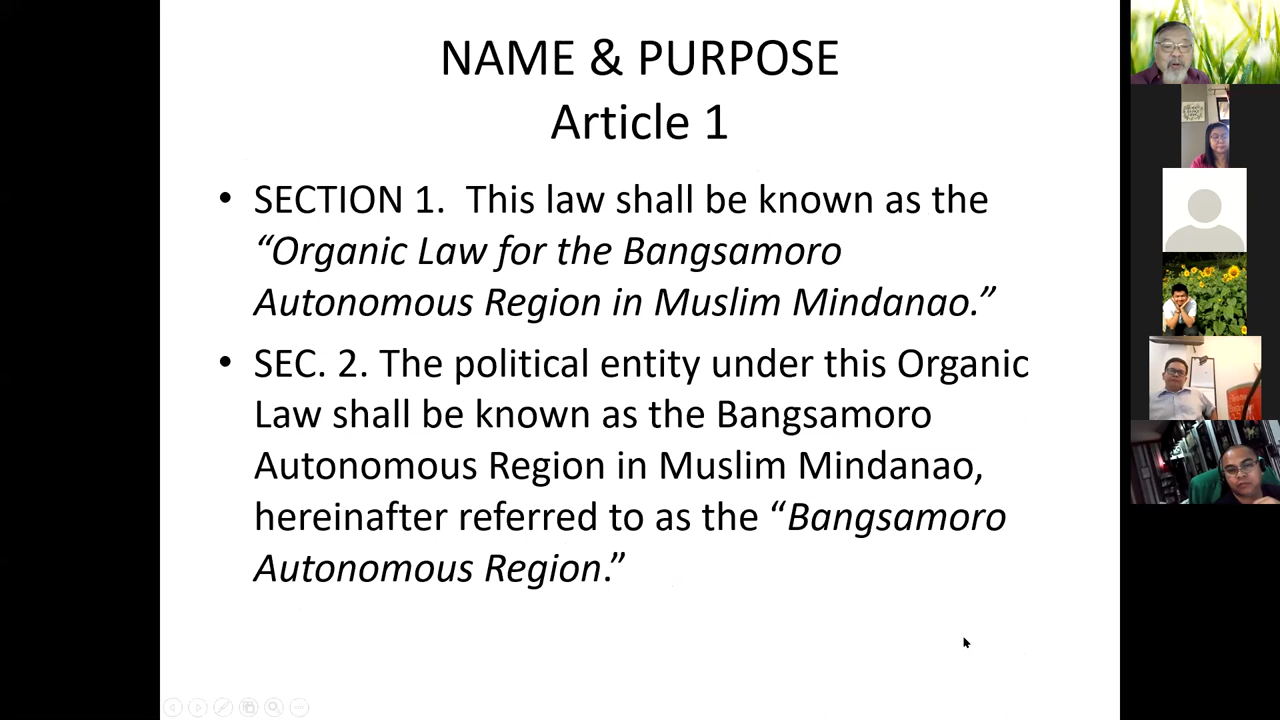 NAME & PURPOSE
Article 1
• SECTION 1.  This law shall be known as the
“Organic Law for the Bangsamoro
Autonomous Region in Muslim Mindanao.”
• SEC. 2. The political entity under this Organic
Law shall be known as the Bangsamoro
Autonomous Region in Muslim Mindanao,
hereinafter referred to as the “Bangsamoro
Autonomous Region.”